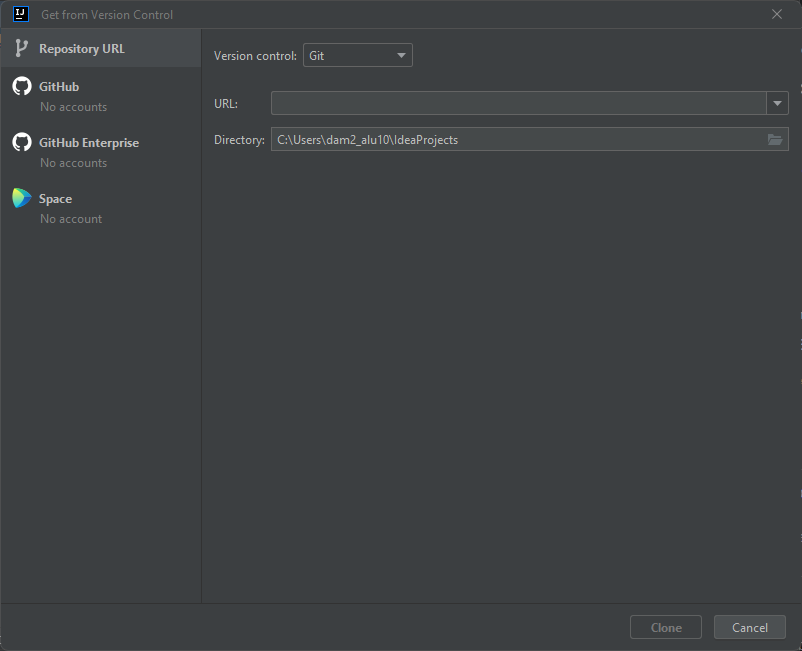 IJ
Get from Version Control
Repository URL
GitHub
No accounts
GitHub Enterprise
No accounts
Space
No account
Version control: Git
URL:
Directory: C:\Users\dam2_alu10\IdeaProjects
Clone
Cancel